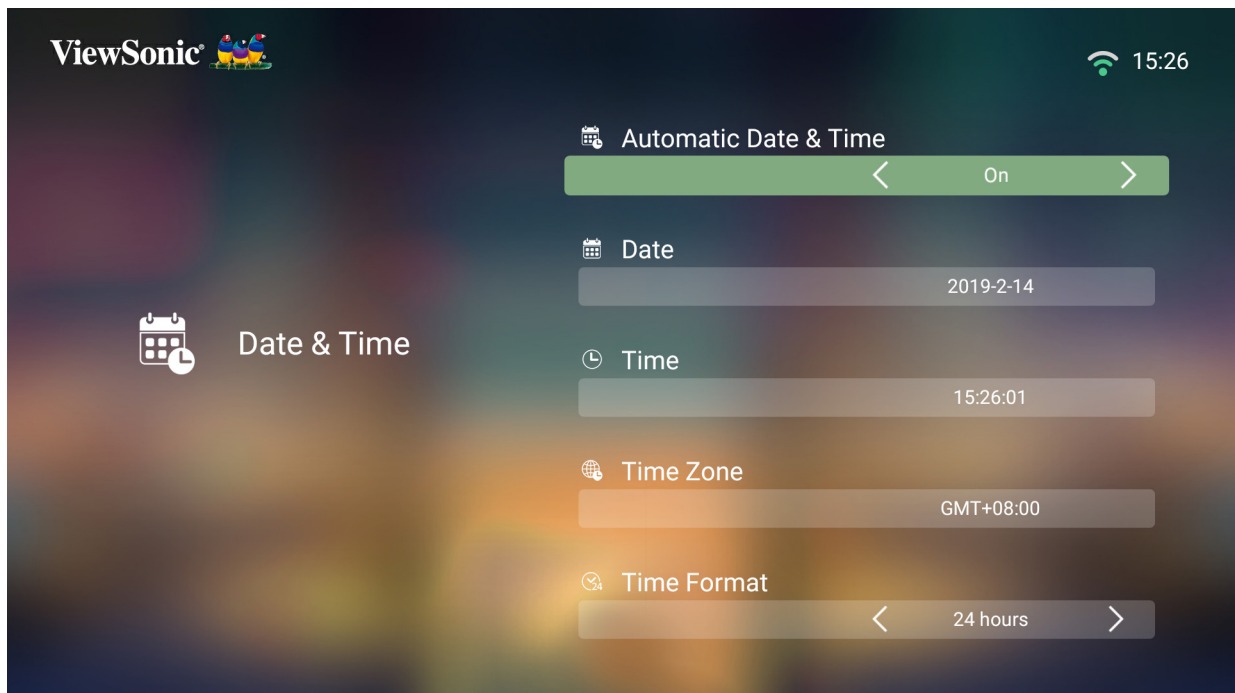 ViewSonic®
15:26
Automatic Date & Time
On
Date
2019-2-14
Date & Time
Time
15:26:01
Time Zone
GMT+08:00
Time Format
24 hours